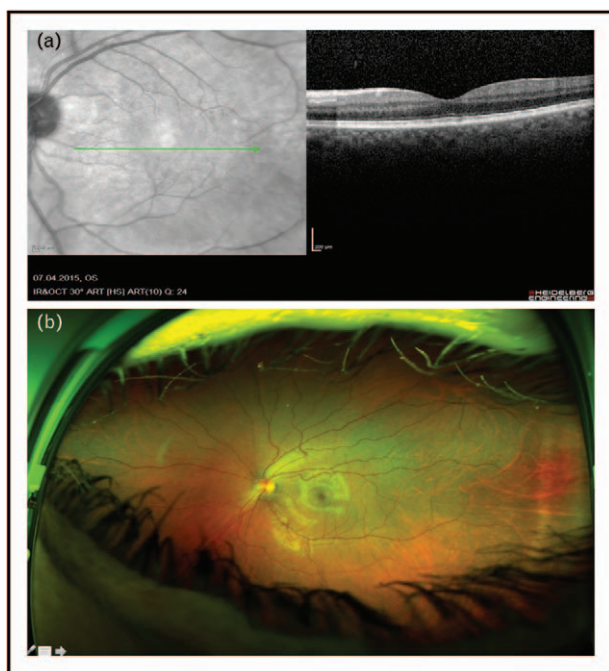 (a)
200 µm
07.04.2015, OS
IR&OCT 30° ART [HS] ART(10) Q: 24
HEIDELBERG
ENGINEERING
(b)